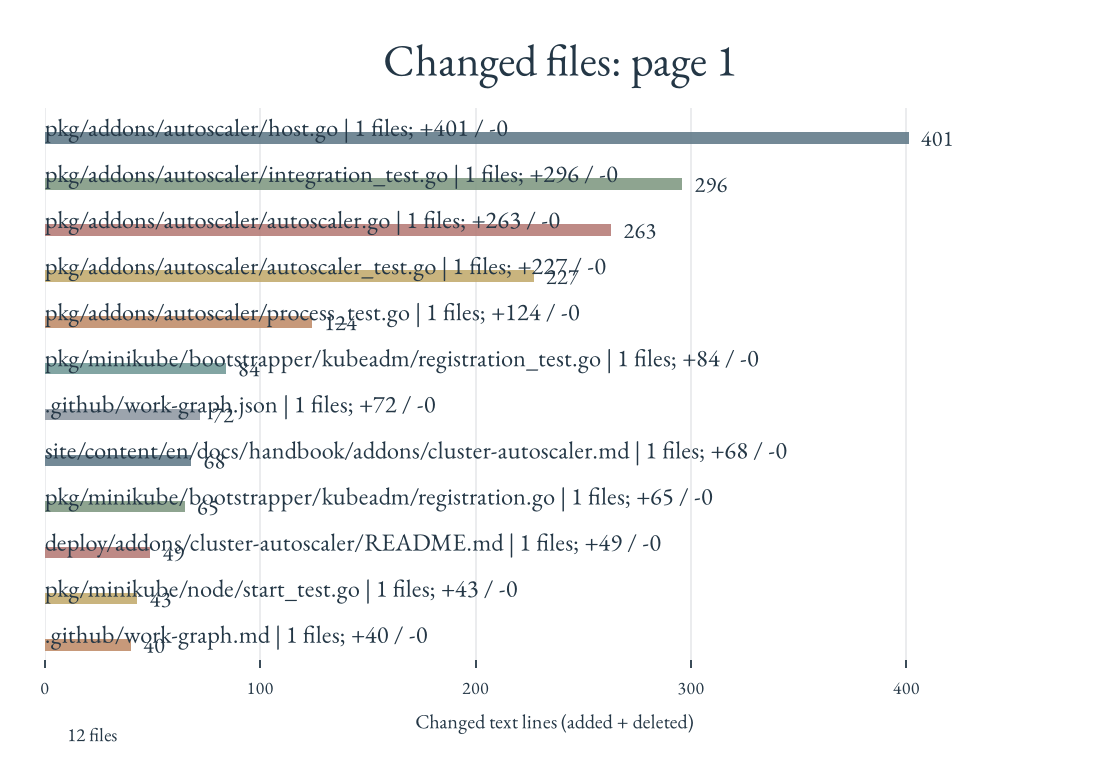 Changed files: page 1
pkg/addons/autoscaler/host.go | 1 files; +401 / -0
401
pkg/addons/autoscaler/integration_test.go | 1 files; +296 / -0
296
pkg/addons/autoscaler/autoscaler.go | 1 files; +263 / -0
263
pkg/addons/autoscaler/autoscaler_test.go | 1 files; +227 / -0
227
pkg/addons/autoscaler/process_test.go | 1 files; +124 / -0
124
pkg/minikube/bootstrapper/kubeadm/registration_test.go | 1 files; +84 / -0
84
.github/work-graph.json | 1 files; +72 / -0
72
site/content/en/docs/handbook/addons/cluster-autoscaler.md | 1 files; +68 / -0
68
pkg/minikube/bootstrapper/kubeadm/registration.go | 1 files; +65 / -0
65
deploy/addons/cluster-autoscaler/README.md | 1 files; +49 / -0
49
pkg/minikube/node/start_test.go | 1 files; +43 / -0
43
.github/work-graph.md | 1 files; +40 / -0
40
0 100 200 300 400
Changed text lines (added + deleted)
12 files